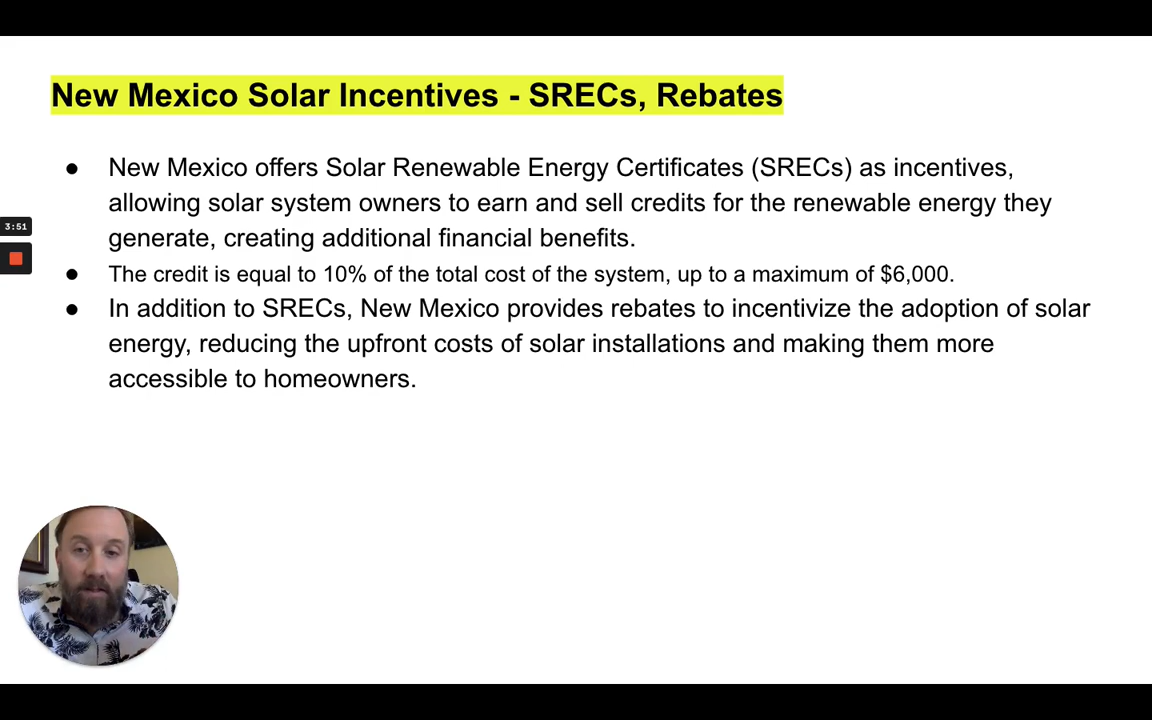 New Mexico Solar Incentives - SRECs, Rebates
● New Mexico offers Solar Renewable Energy Certificates (SRECs) as incentives,
allowing solar system owners to earn and sell credits for the renewable energy they
generate, creating additional financial benefits.
● The credit is equal to 10% of the total cost of the system, up to a maximum of $6,000.
● In addition to SRECs, New Mexico provides rebates to incentivize the adoption of solar
energy, reducing the upfront costs of solar installations and making them more
accessible to homeowners.
3:51